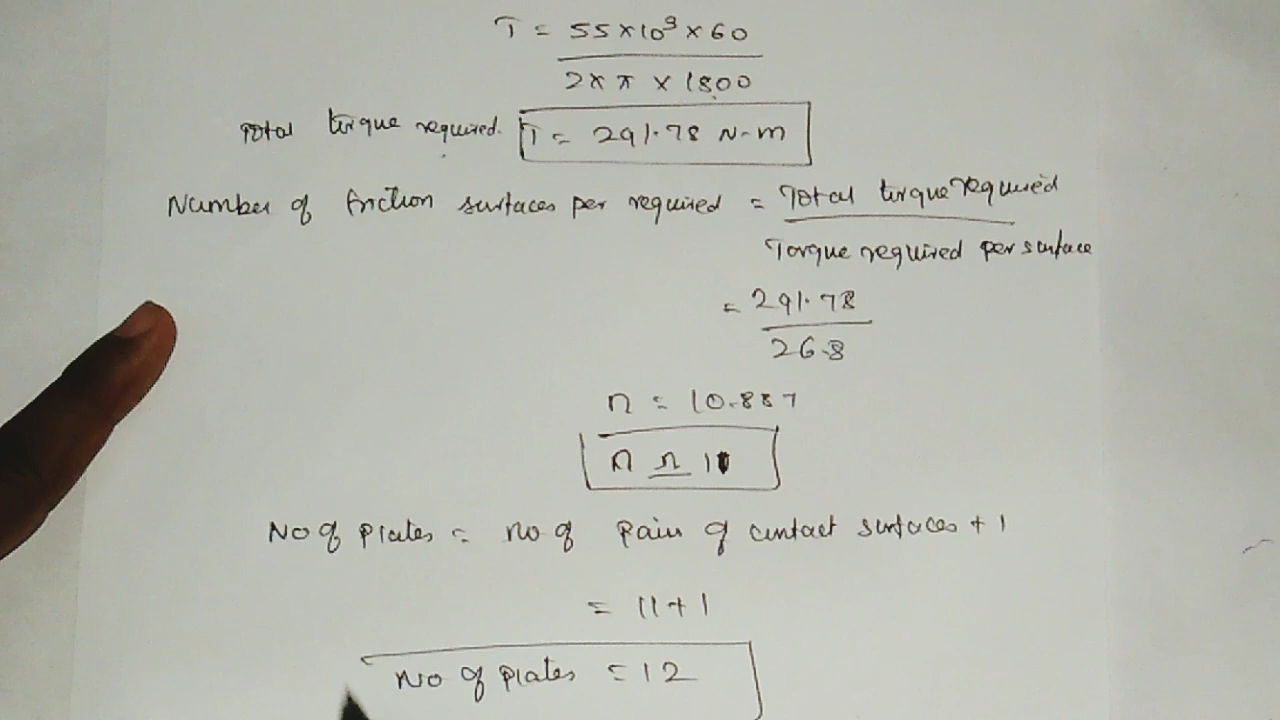 T = 55×10³×60
2×π×1800
Total torque required. T = 291.78 N-m
Number of friction surfaces per required = Total torque required
Torque required per surface
= 291.78
26.8
n = 10.887
n ≃ 11
No of plates = no of pair of contact surfaces + 1
= 11+1
No of plates = 12